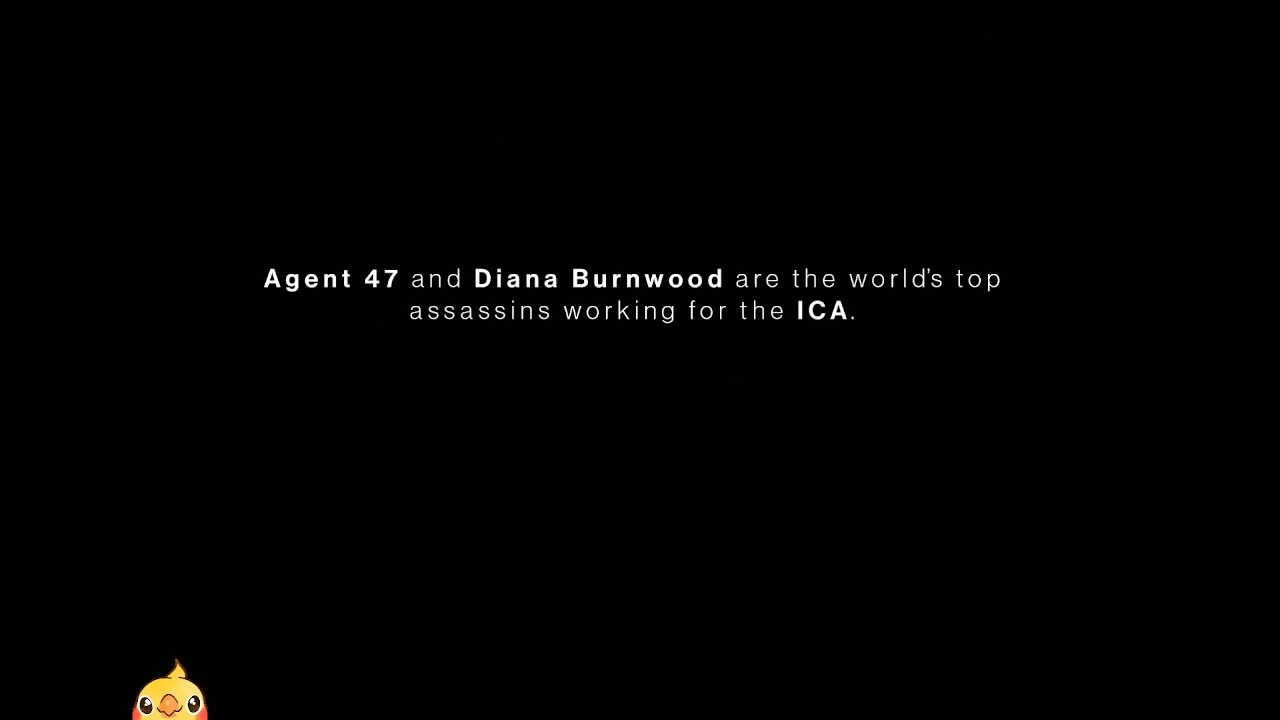 Agent 47 and Diana Burnwood are the world's top
assassins working for the ICA.